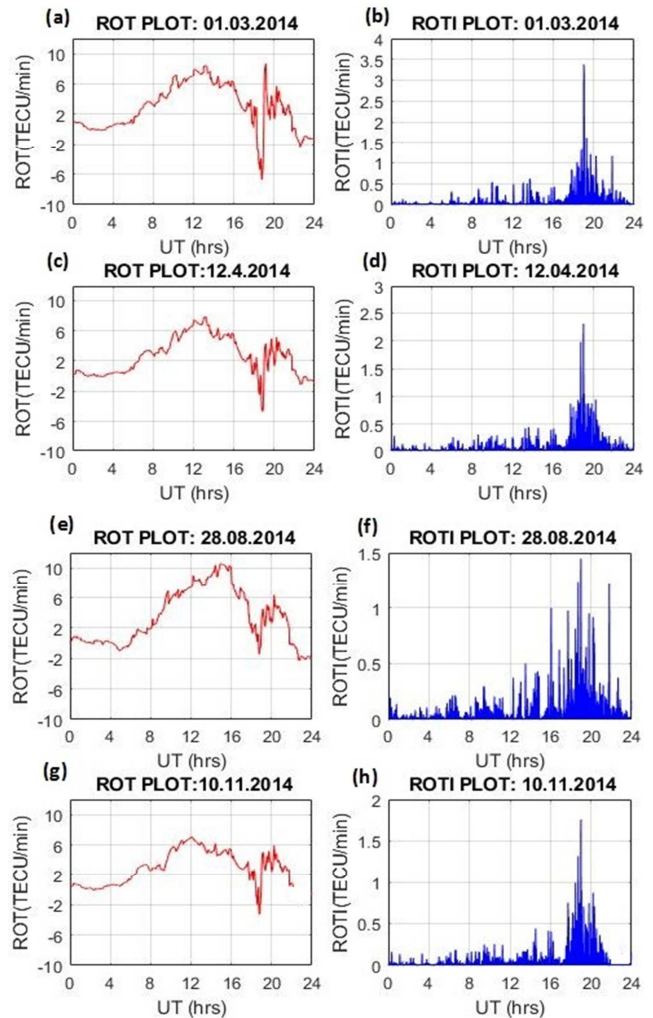 (a)
ROT PLOT: 01.03.2014
ROT(TECU/min)
10
6
2
-2
-6
-10
0 4 8 12 16 20 24
UT (hrs)
(b)
ROTI PLOT: 01.03.2014
ROTI(TECU/min)
4
3.5
3
2.5
2
1.5
1
0.5
0
0 4 8 12 16 20 24
UT (hrs)
(c)
ROT PLOT:12.4.2014
ROT(TECU/min)
10
6
2
-2
-6
-10
0 4 8 12 16 20 24
UT (hrs)
(d)
ROTI PLOT: 12.04.2014
ROTI(TECU/min)
3
2.5
2
1.5
1
0.5
0
0 4 8 12 16 20 24
UT (hrs)
(e)
ROT PLOT: 28.08.2014
ROT(TECU/min)
10
6
2
-2
-6
-10
0 4 8 12 16 20 24
UT (hrs)
(f)
ROTI PLOT: 28.08.2014
ROTI(TECU/min)
1.5
1
0.5
0
0 4 8 12 16 20 24
UT (hrs)
(g)
ROT PLOT:10.11.2014
ROT(TECU/min)
10
6
2
-2
-6
-10
0 4 8 12 16 20 24
UT (hrs)
(h)
ROTI PLOT: 10.11.2014
ROTI(TECU/min)
2
1.5
1
0.5
0
0 4 8 12 16 20 24
UT (hrs)